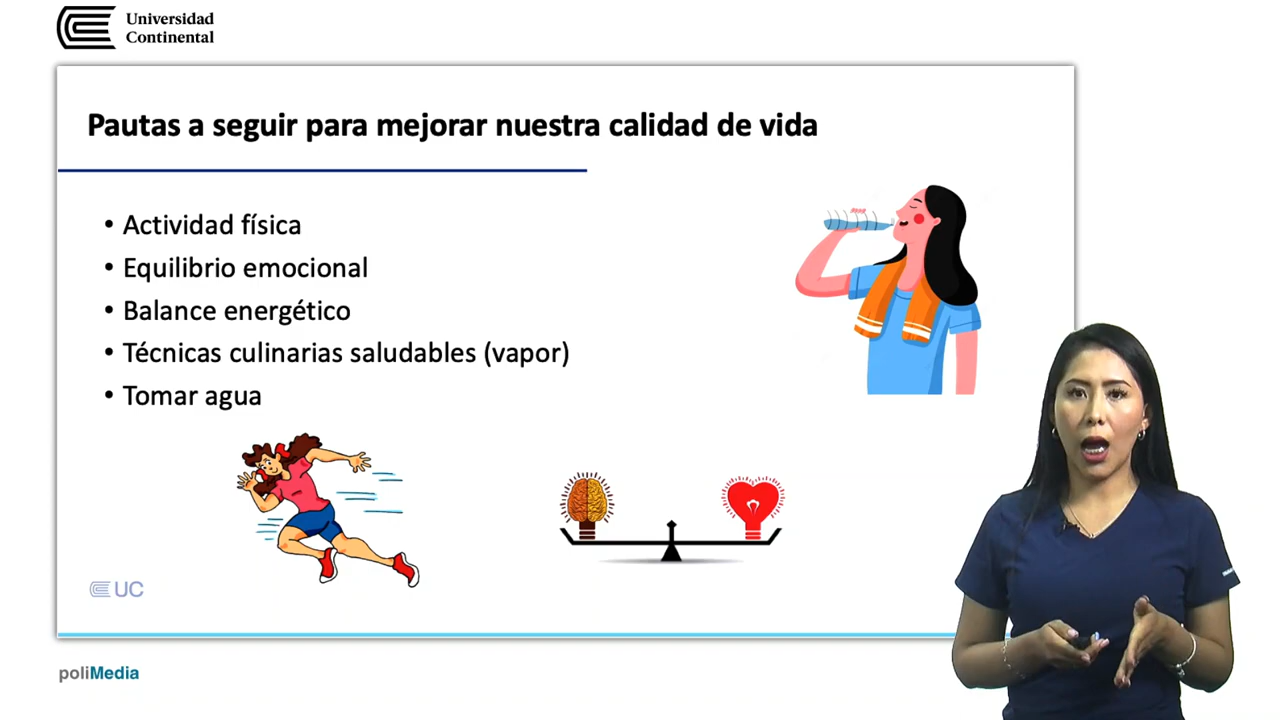 Universidad
Continental
Pautas a seguir para mejorar nuestra calidad de vida
• Actividad física
• Equilibrio emocional
• Balance energético
• Técnicas culinarias saludables (vapor)
• Tomar agua
UC
poliMedia